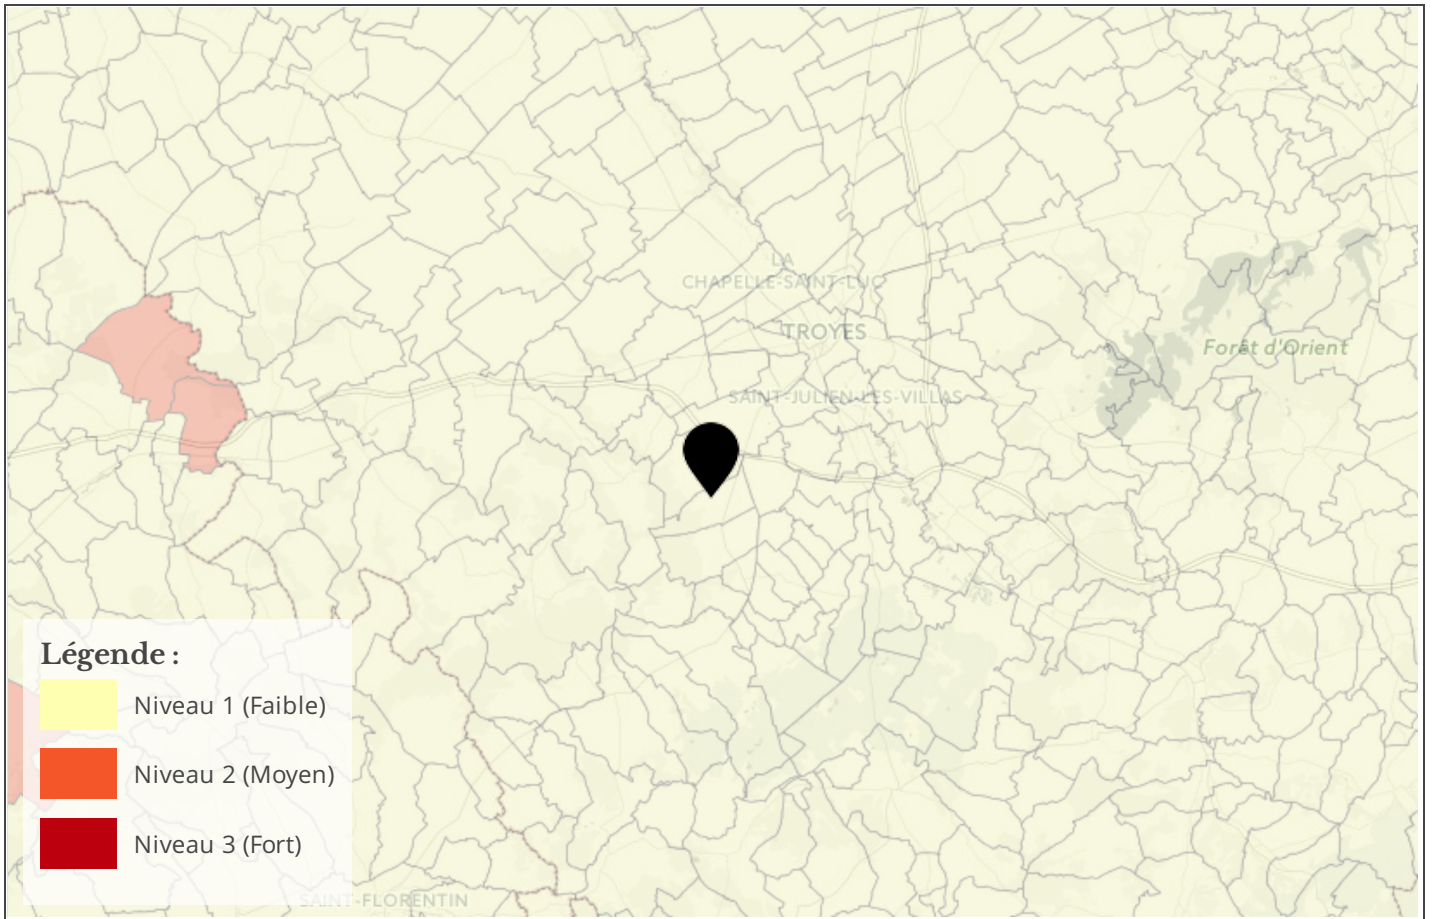 LA
CHAPELLE-SAINT-LUC
TROYES
Forêt d'Orient
SAINT-JULIEN-LES-VILLAS
Légende :
Niveau 1 (Faible)
Niveau 2 (Moyen)
Niveau 3 (Fort)
SAINT-FLORENTIN